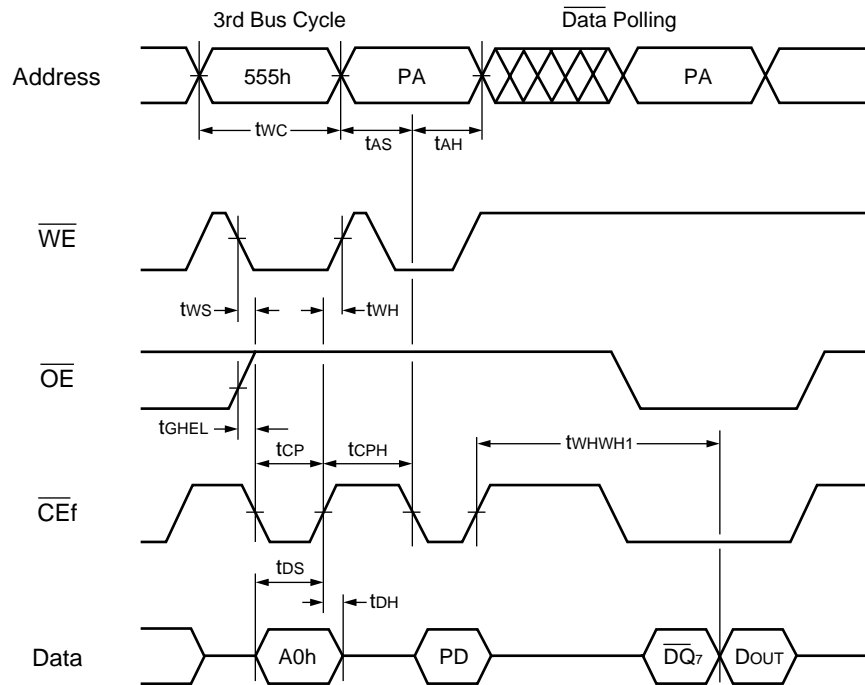 3rd Bus Cycle
Data Polling
Address
555h
PA
PA
tWC
tAS
tAH
WE
tWS
tWH
OE
tGHEL
tCP
tCPH
tWHWH1
CEf
tDS
tDH
Data
A0h
PD
DQ7
DOUT